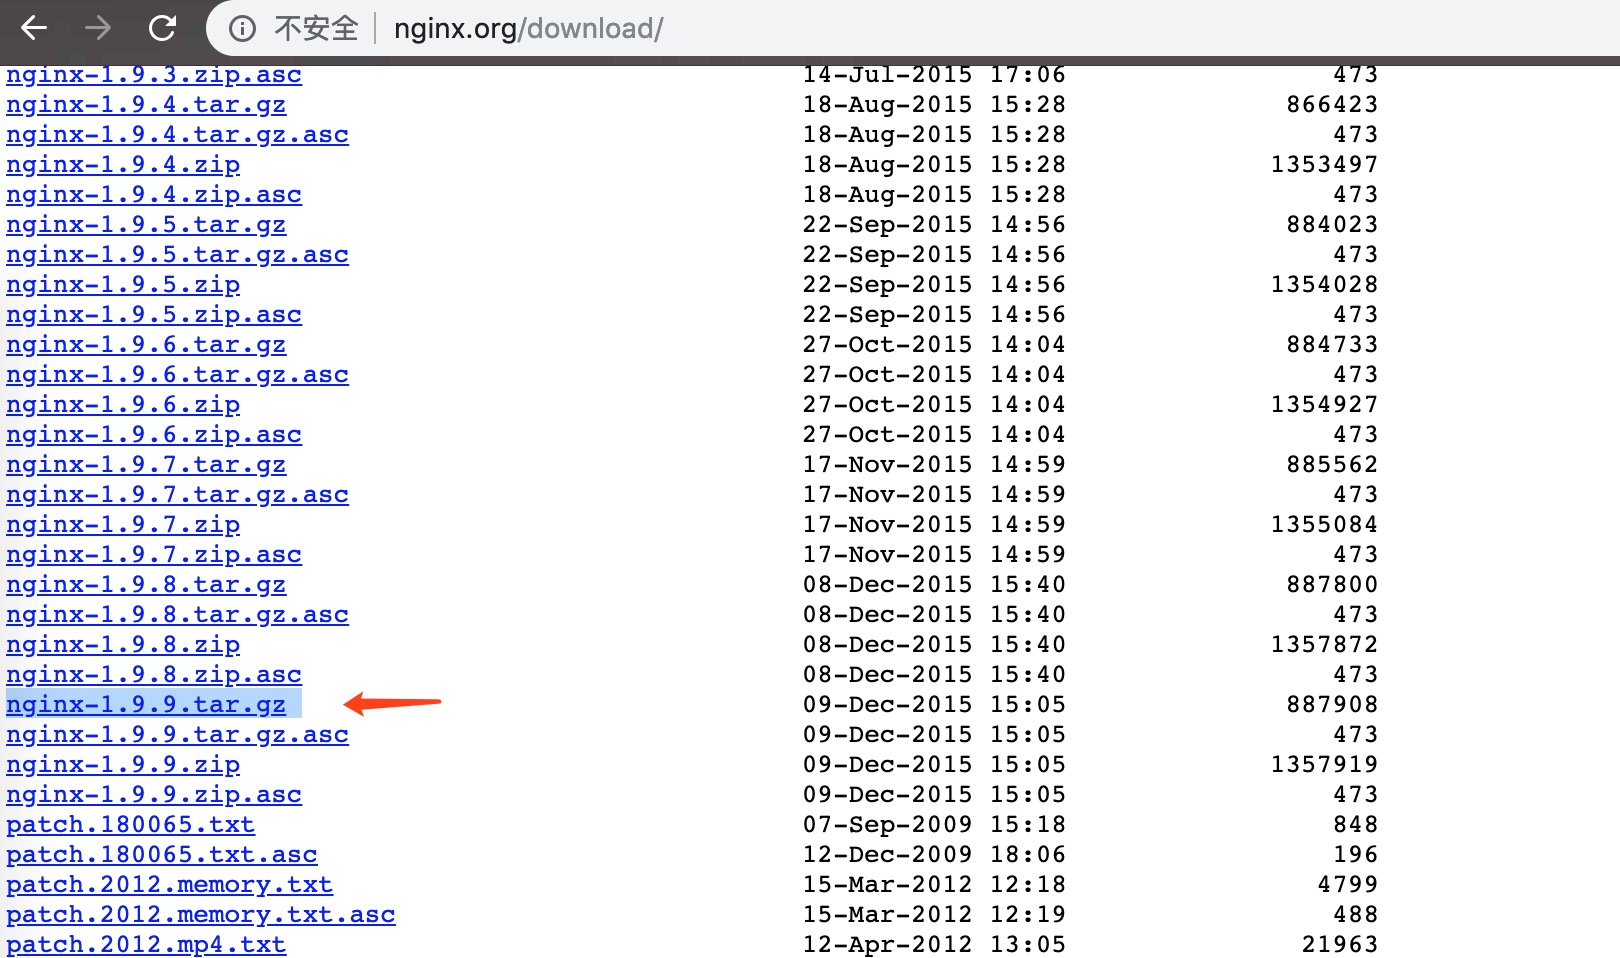 不安全 nginx.org/download/
nginx-1.9.3.zip.asc 14-Jul-2015 17:06 473
nginx-1.9.4.tar.gz 18-Aug-2015 15:28 866423
nginx-1.9.4.tar.gz.asc 18-Aug-2015 15:28 473
nginx-1.9.4.zip 18-Aug-2015 15:28 1353497
nginx-1.9.4.zip.asc 18-Aug-2015 15:28 473
nginx-1.9.5.tar.gz 22-Sep-2015 14:56 884023
nginx-1.9.5.tar.gz.asc 22-Sep-2015 14:56 473
nginx-1.9.5.zip 22-Sep-2015 14:56 1354028
nginx-1.9.5.zip.asc 22-Sep-2015 14:56 473
nginx-1.9.6.tar.gz 27-Oct-2015 14:04 884733
nginx-1.9.6.tar.gz.asc 27-Oct-2015 14:04 473
nginx-1.9.6.zip 27-Oct-2015 14:04 1354927
nginx-1.9.6.zip.asc 27-Oct-2015 14:04 473
nginx-1.9.7.tar.gz 17-Nov-2015 14:59 885562
nginx-1.9.7.tar.gz.asc 17-Nov-2015 14:59 473
nginx-1.9.7.zip 17-Nov-2015 14:59 1355084
nginx-1.9.7.zip.asc 17-Nov-2015 14:59 473
nginx-1.9.8.tar.gz 08-Dec-2015 15:40 887800
nginx-1.9.8.tar.gz.asc 08-Dec-2015 15:40 473
nginx-1.9.8.zip 08-Dec-2015 15:40 1357872
nginx-1.9.8.zip.asc 08-Dec-2015 15:40 473
nginx-1.9.9.tar.gz 09-Dec-2015 15:05 887908
nginx-1.9.9.tar.gz.asc 09-Dec-2015 15:05 473
nginx-1.9.9.zip 09-Dec-2015 15:05 1357919
nginx-1.9.9.zip.asc 09-Dec-2015 15:05 473
patch.180065.txt 07-Sep-2009 15:18 848
patch.180065.txt.asc 12-Dec-2009 18:06 196
patch.2012.memory.txt 15-Mar-2012 12:18 4799
patch.2012.memory.txt.asc 15-Mar-2012 12:19 488
patch.2012.mp4.txt 12-Apr-2012 13:05 21963